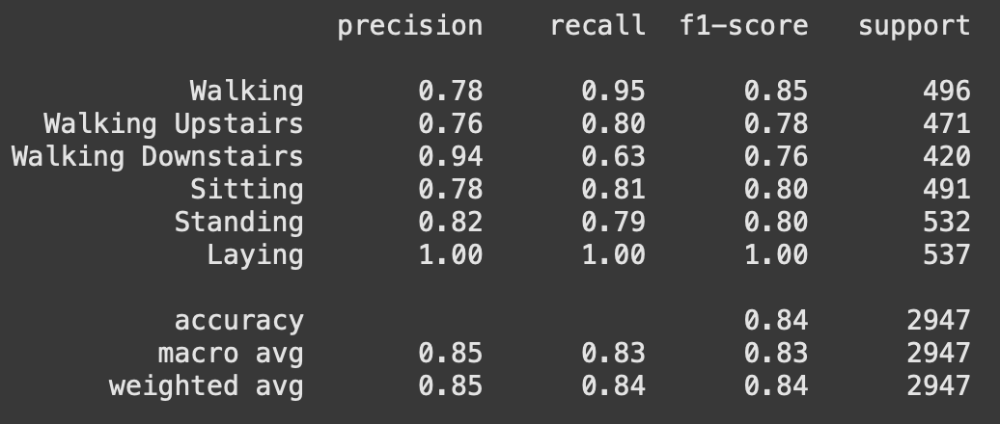 precision recall f1-score support
Walking 0.78 0.95 0.85 496
Walking Upstairs 0.76 0.80 0.78 471
Walking Downstairs 0.94 0.63 0.76 420
Sitting 0.78 0.81 0.80 491
Standing 0.82 0.79 0.80 532
Laying 1.00 1.00 1.00 537
accuracy 0.84 2947
macro avg 0.85 0.83 0.83 2947
weighted avg 0.85 0.84 0.84 2947